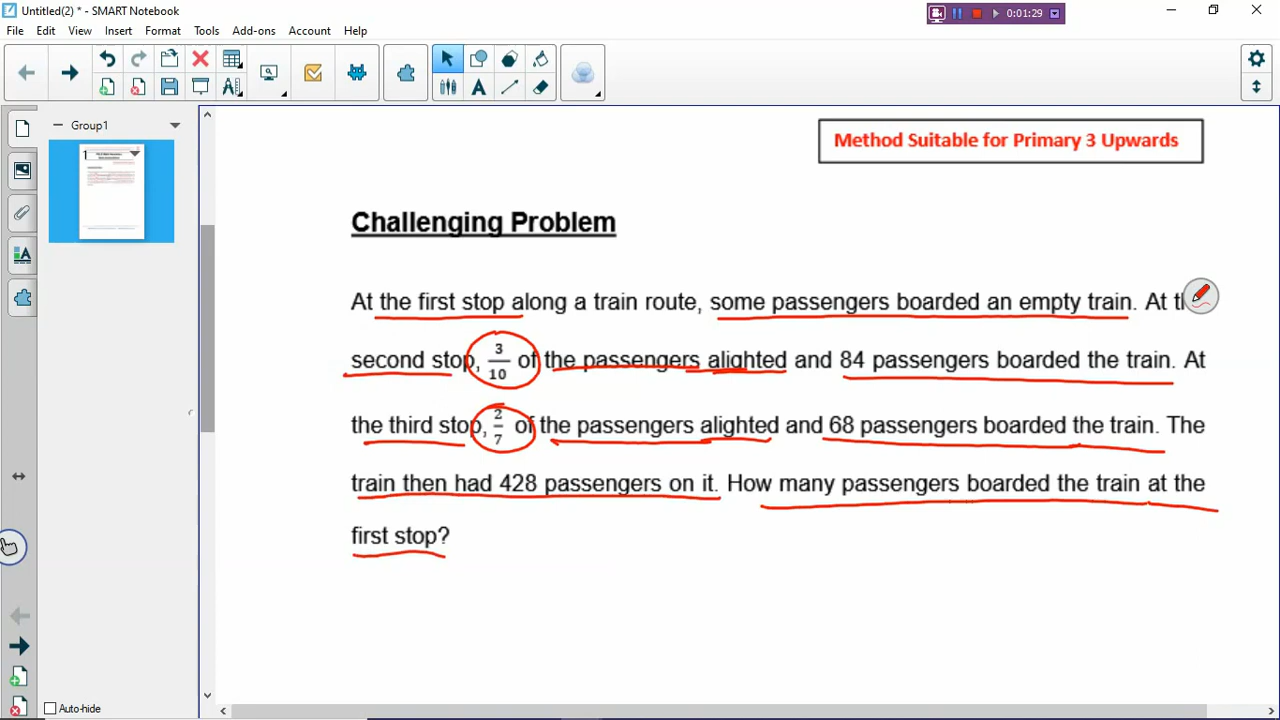 Untitled(2) * - SMART Notebook
0:01:29
File Edit View Insert Format Tools Add-ons Account Help
Group1
1
Method Suitable for Primary 3 Upwards
Challenging Problem
At the first stop along a train route, some passengers boarded an empty train. At
second stop, 3/10 of the passengers alighted and 84 passengers boarded the train. At
the third stop, 2/7 of the passengers alighted and 68 passengers boarded the train. The
train then had 428 passengers on it. How many passengers boarded the train at the
first stop?
Auto-hide